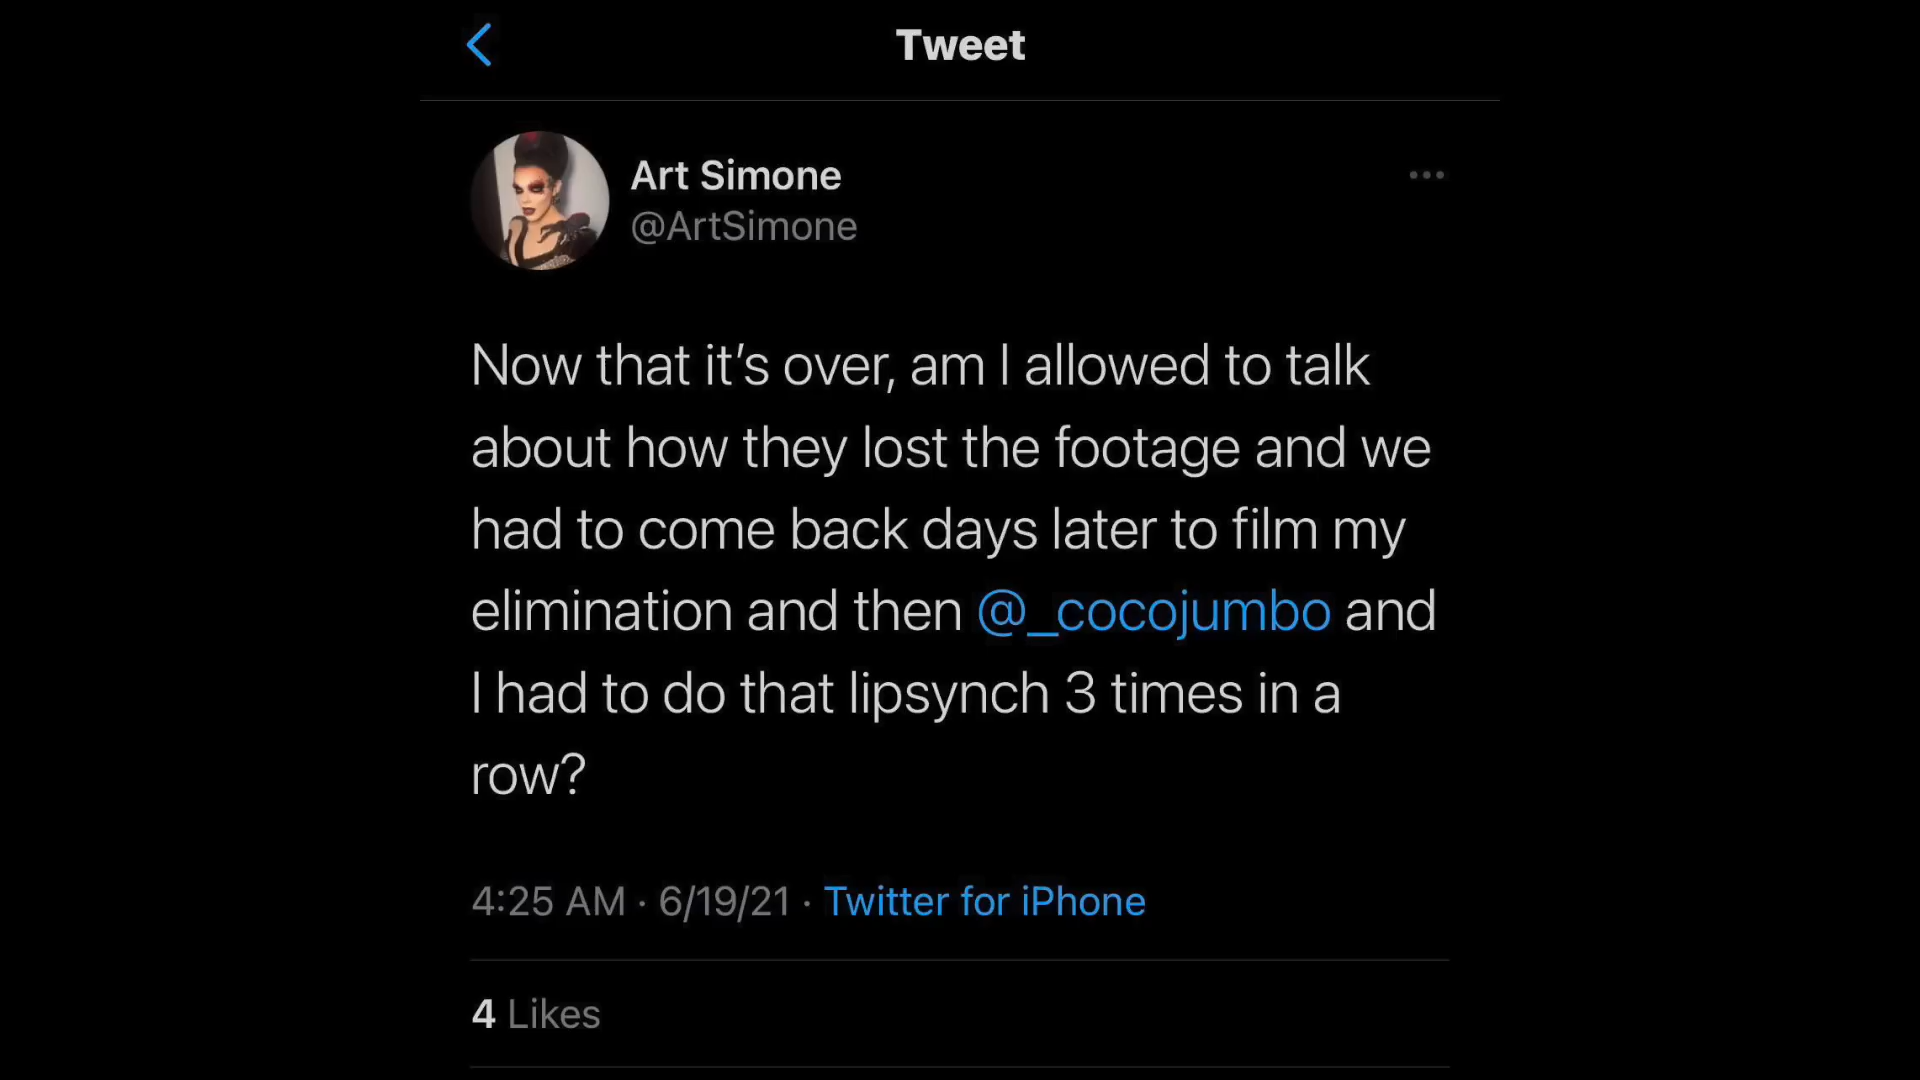 Tweet
Art Simone
@ArtSimone
Now that it’s over, am I allowed to talk
about how they lost the footage and we
had to come back days later to film my
elimination and then @_cocojumbo and
I had to do that lipsynch 3 times in a
row?
4:25 AM · 6/19/21 · Twitter for iPhone
4 Likes